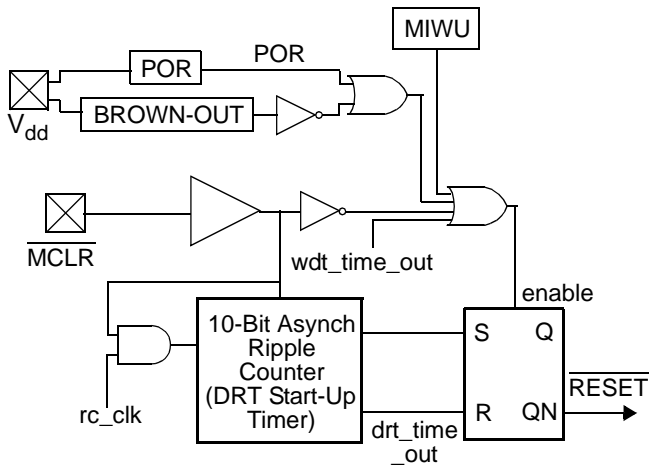 MIWU
POR
POR
BROWN-OUT
Vdd
MCLR
wdt_time_out
enable
10-Bit Asynch
Ripple
Counter
(DRT Start-Up
Timer)
rc_clk
S
Q
R
QN
RESET
drt_time
_out